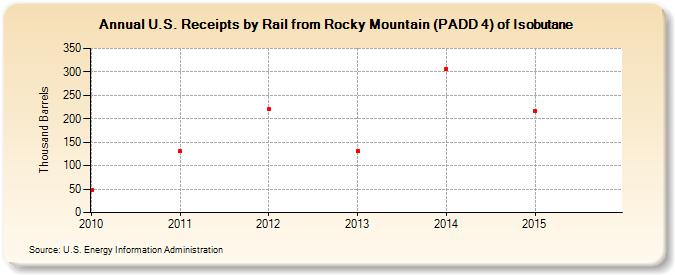 Annual U.S. Receipts by Rail from Rocky Mountain (PADD 4) of Isobutane
Thousand Barrels
350
300
250
200
150
100
50
0
2010 2011 2012 2013 2014 2015
Source: U.S. Energy Information Administration